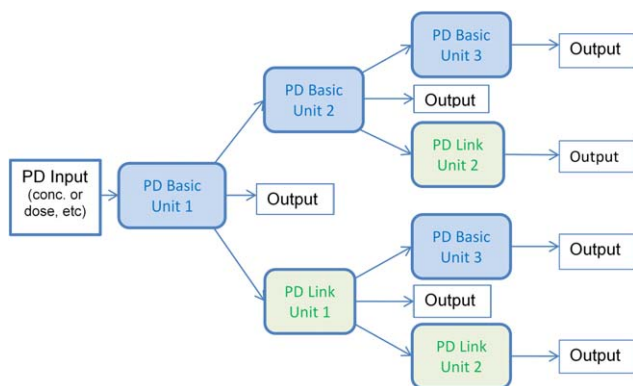 PD Basic
Unit 3
Output
PD Basic
Unit 2
Output
PD Link
Unit 2
Output
PD Input
(conc. or
dose, etc)
PD Basic
Unit 1
Output
PD Basic
Unit 3
Output
PD Link
Unit 1
Output
PD Link
Unit 2
Output